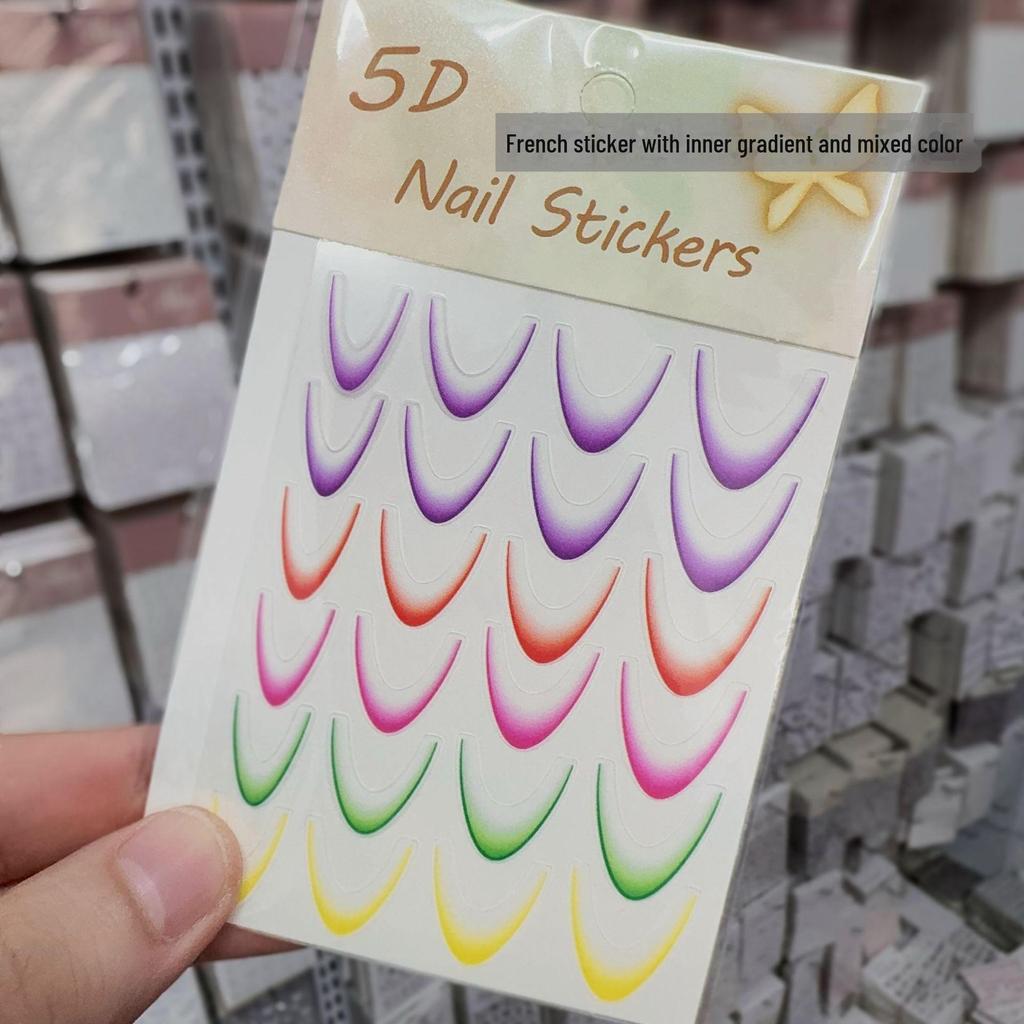 5D
French sticker with inner gradient and mixed color
Nail Stickers